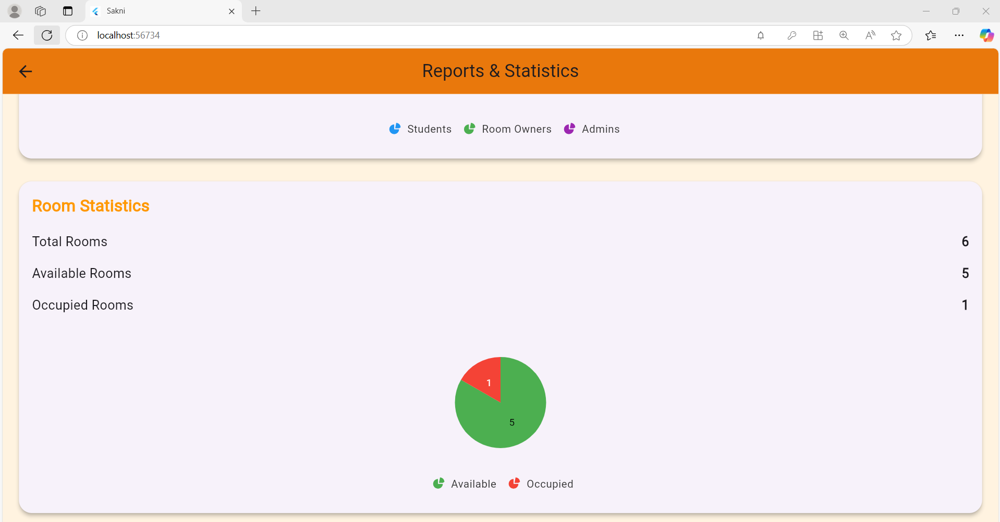 Sakni
localhost:56734
Reports & Statistics
Students Room Owners Admins
Room Statistics
Total Rooms 6
Available Rooms 5
Occupied Rooms 1
1
5
Available Occupied